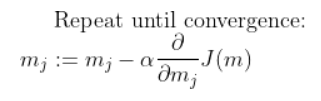 Repeat until convergence:
m_j := m_j − α ∂/∂m_j J(m)